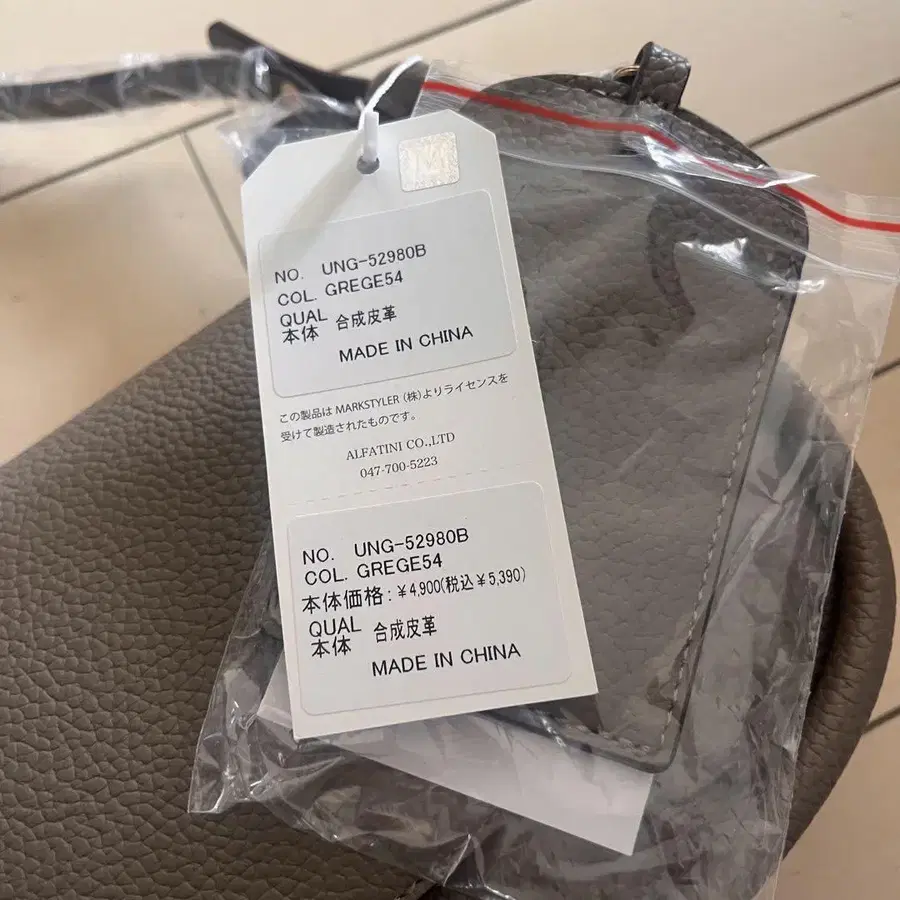 NO. UNG-52980B
COL. GREGE54
QUAL
本体 合成皮革
MADE IN CHINA
この製品は MARKSTYLER (株)よりライセンスを
受けて製造されたものです。
ALFATINI CO.,LTD
047-700-5223
NO. UNG-52980B
COL. GREGE54
本体価格:¥4,900(税込¥5,390)
QUAL
本体 合成皮革
MADE IN CHINA